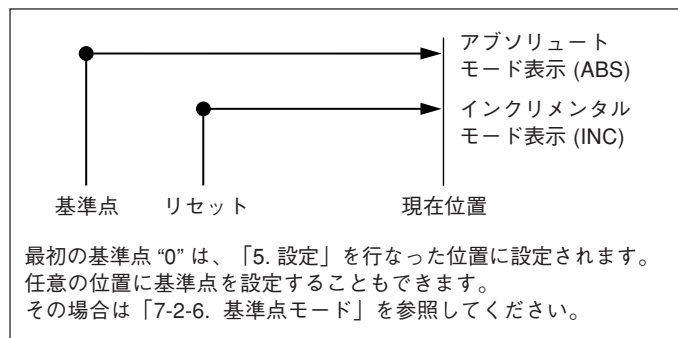 アブソリュート
モード表示 (ABS)
インクリメンタル
モード表示 (INC)
基準点 リセット 現在位置
最初の基準点 “0” は、「5. 設定」を行なった位置に設定されます。
任意の位置に基準点を設定することもできます。
その場合は「7-2-6. 基準点モード」を参照してください。